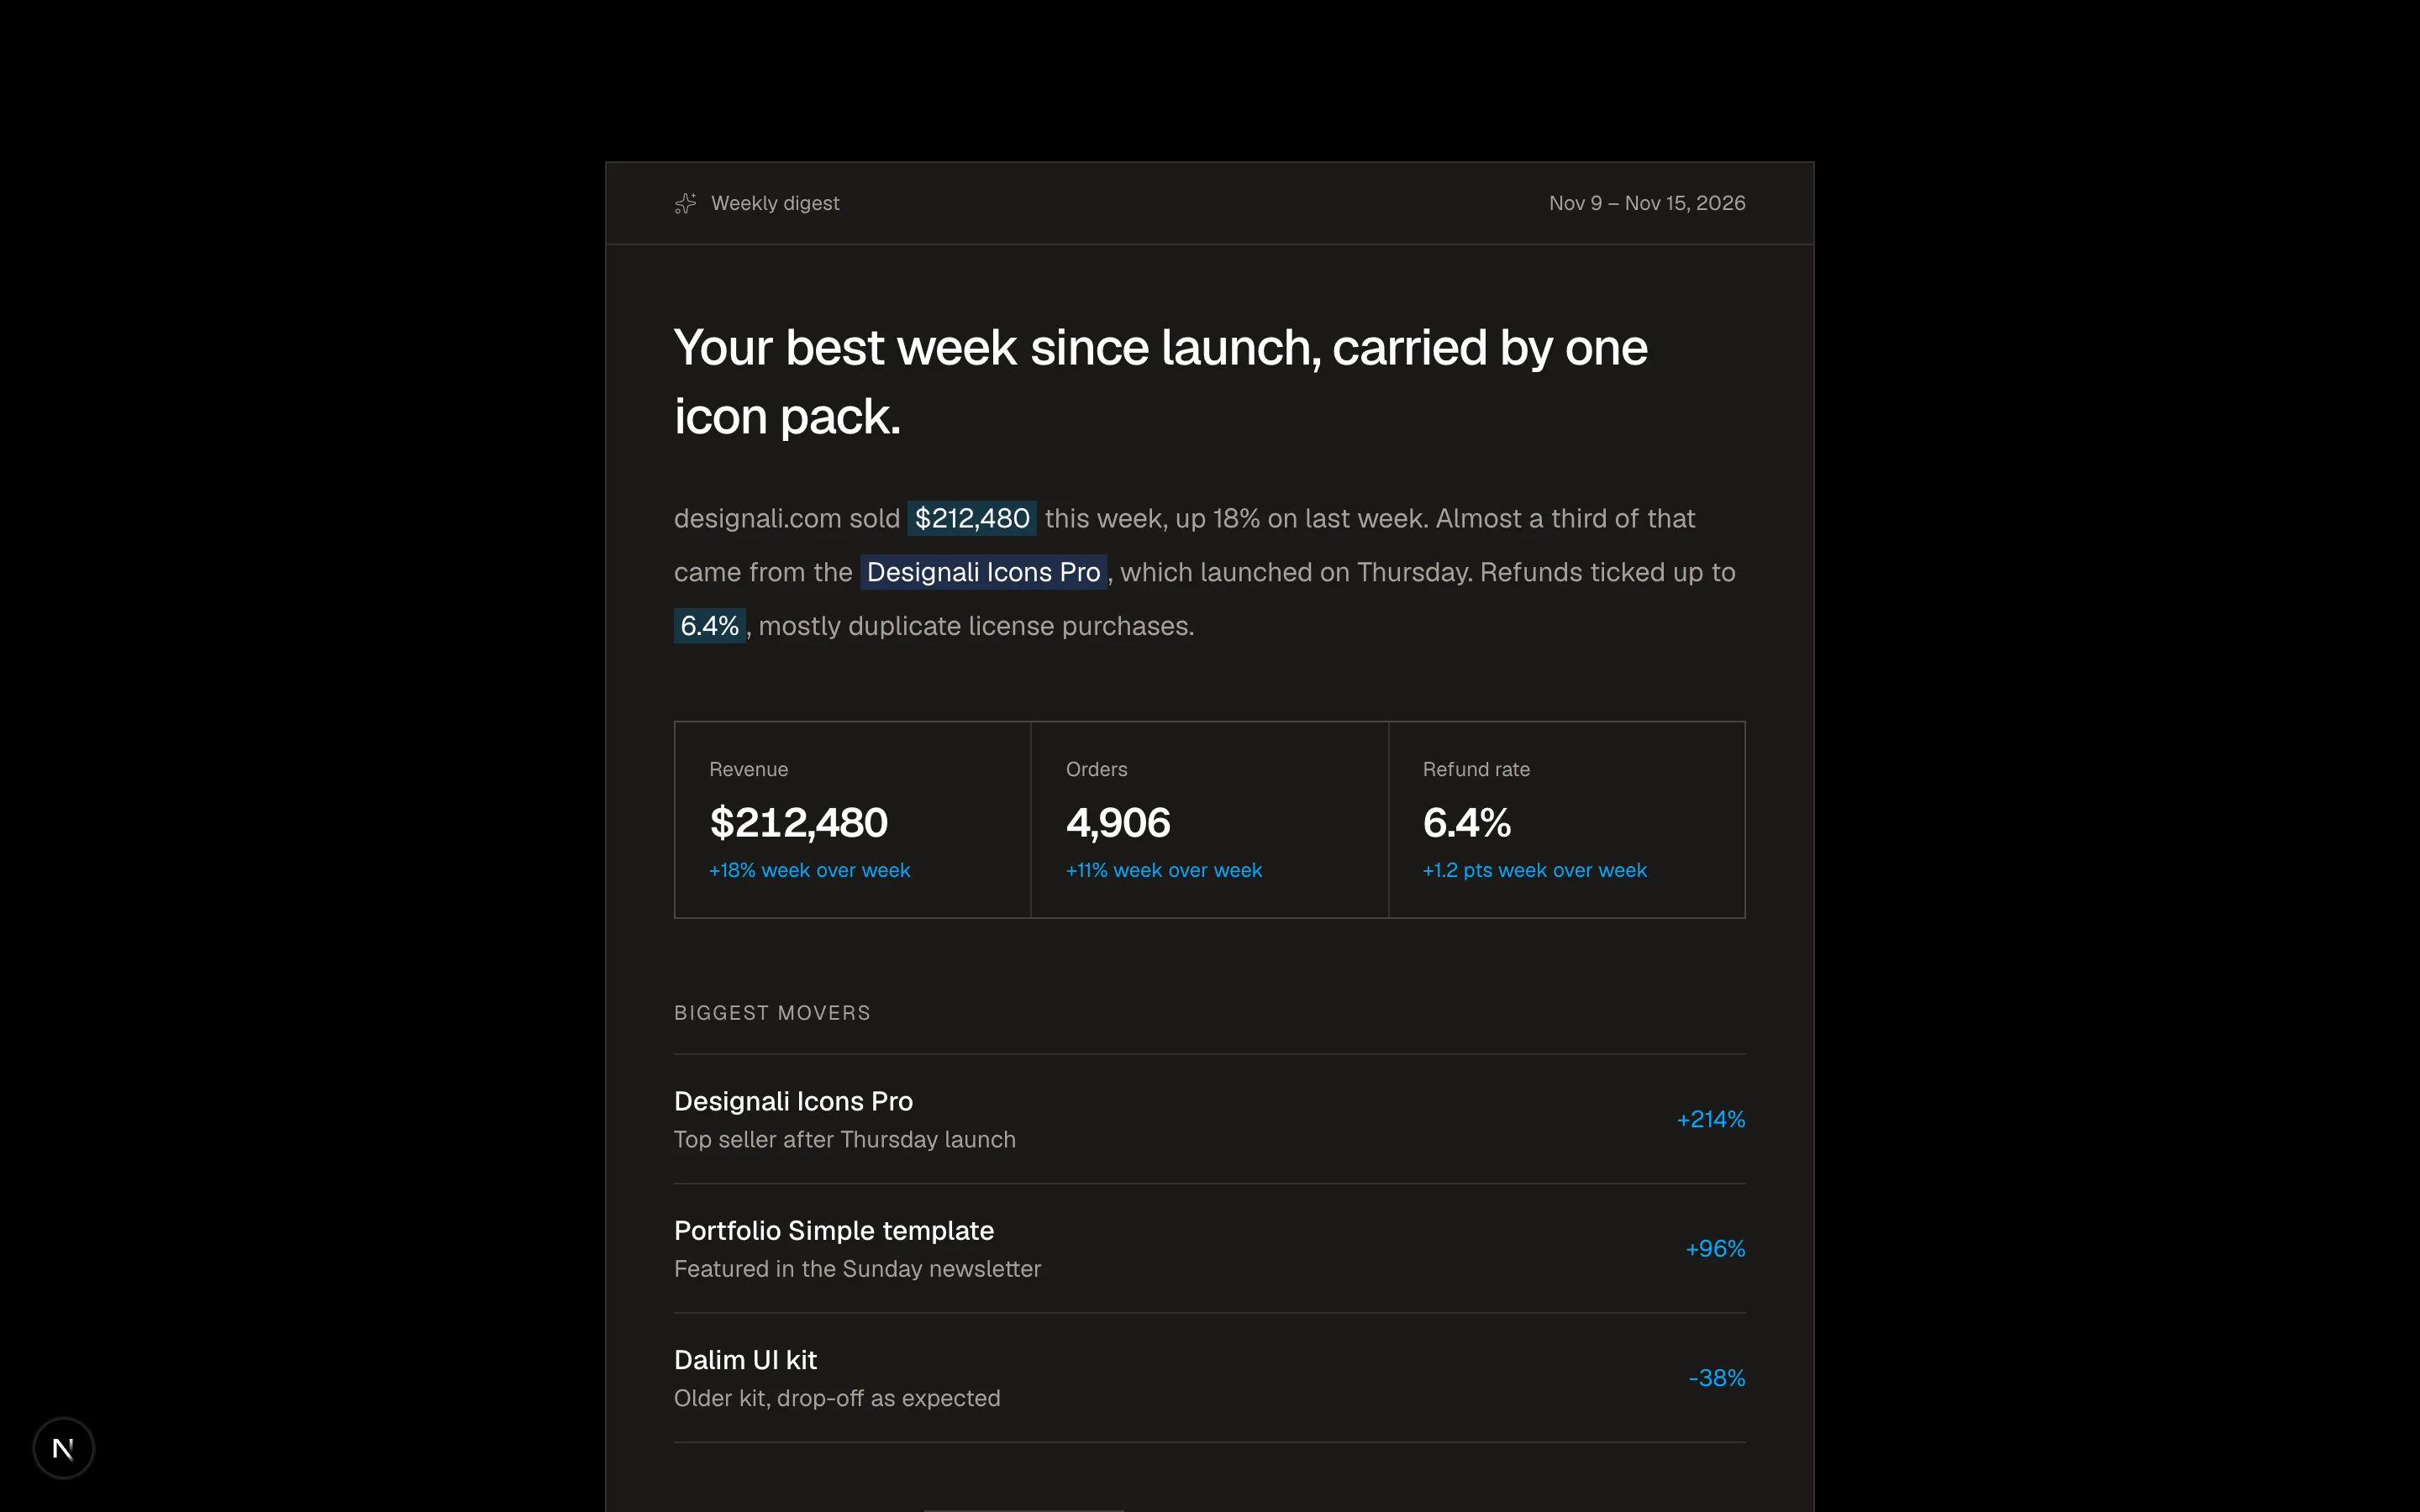 Weekly digest
Nov 9 – Nov 15, 2026
Your best week since launch, carried by one
icon pack.
designali.com sold $212,480 this week, up 18% on last week. Almost a third of that
came from the Designali Icons Pro, which launched on Thursday. Refunds ticked up to
6.4%, mostly duplicate license purchases.
Revenue
$212,480
+18% week over week
Orders
4,906
+11% week over week
Refund rate
6.4%
+1.2 pts week over week
BIGGEST MOVERS
Designali Icons Pro
Top seller after Thursday launch
+214%
Portfolio Simple template
Featured in the Sunday newsletter
+96%
Dalim UI kit
Older kit, drop-off as expected
-38%
N